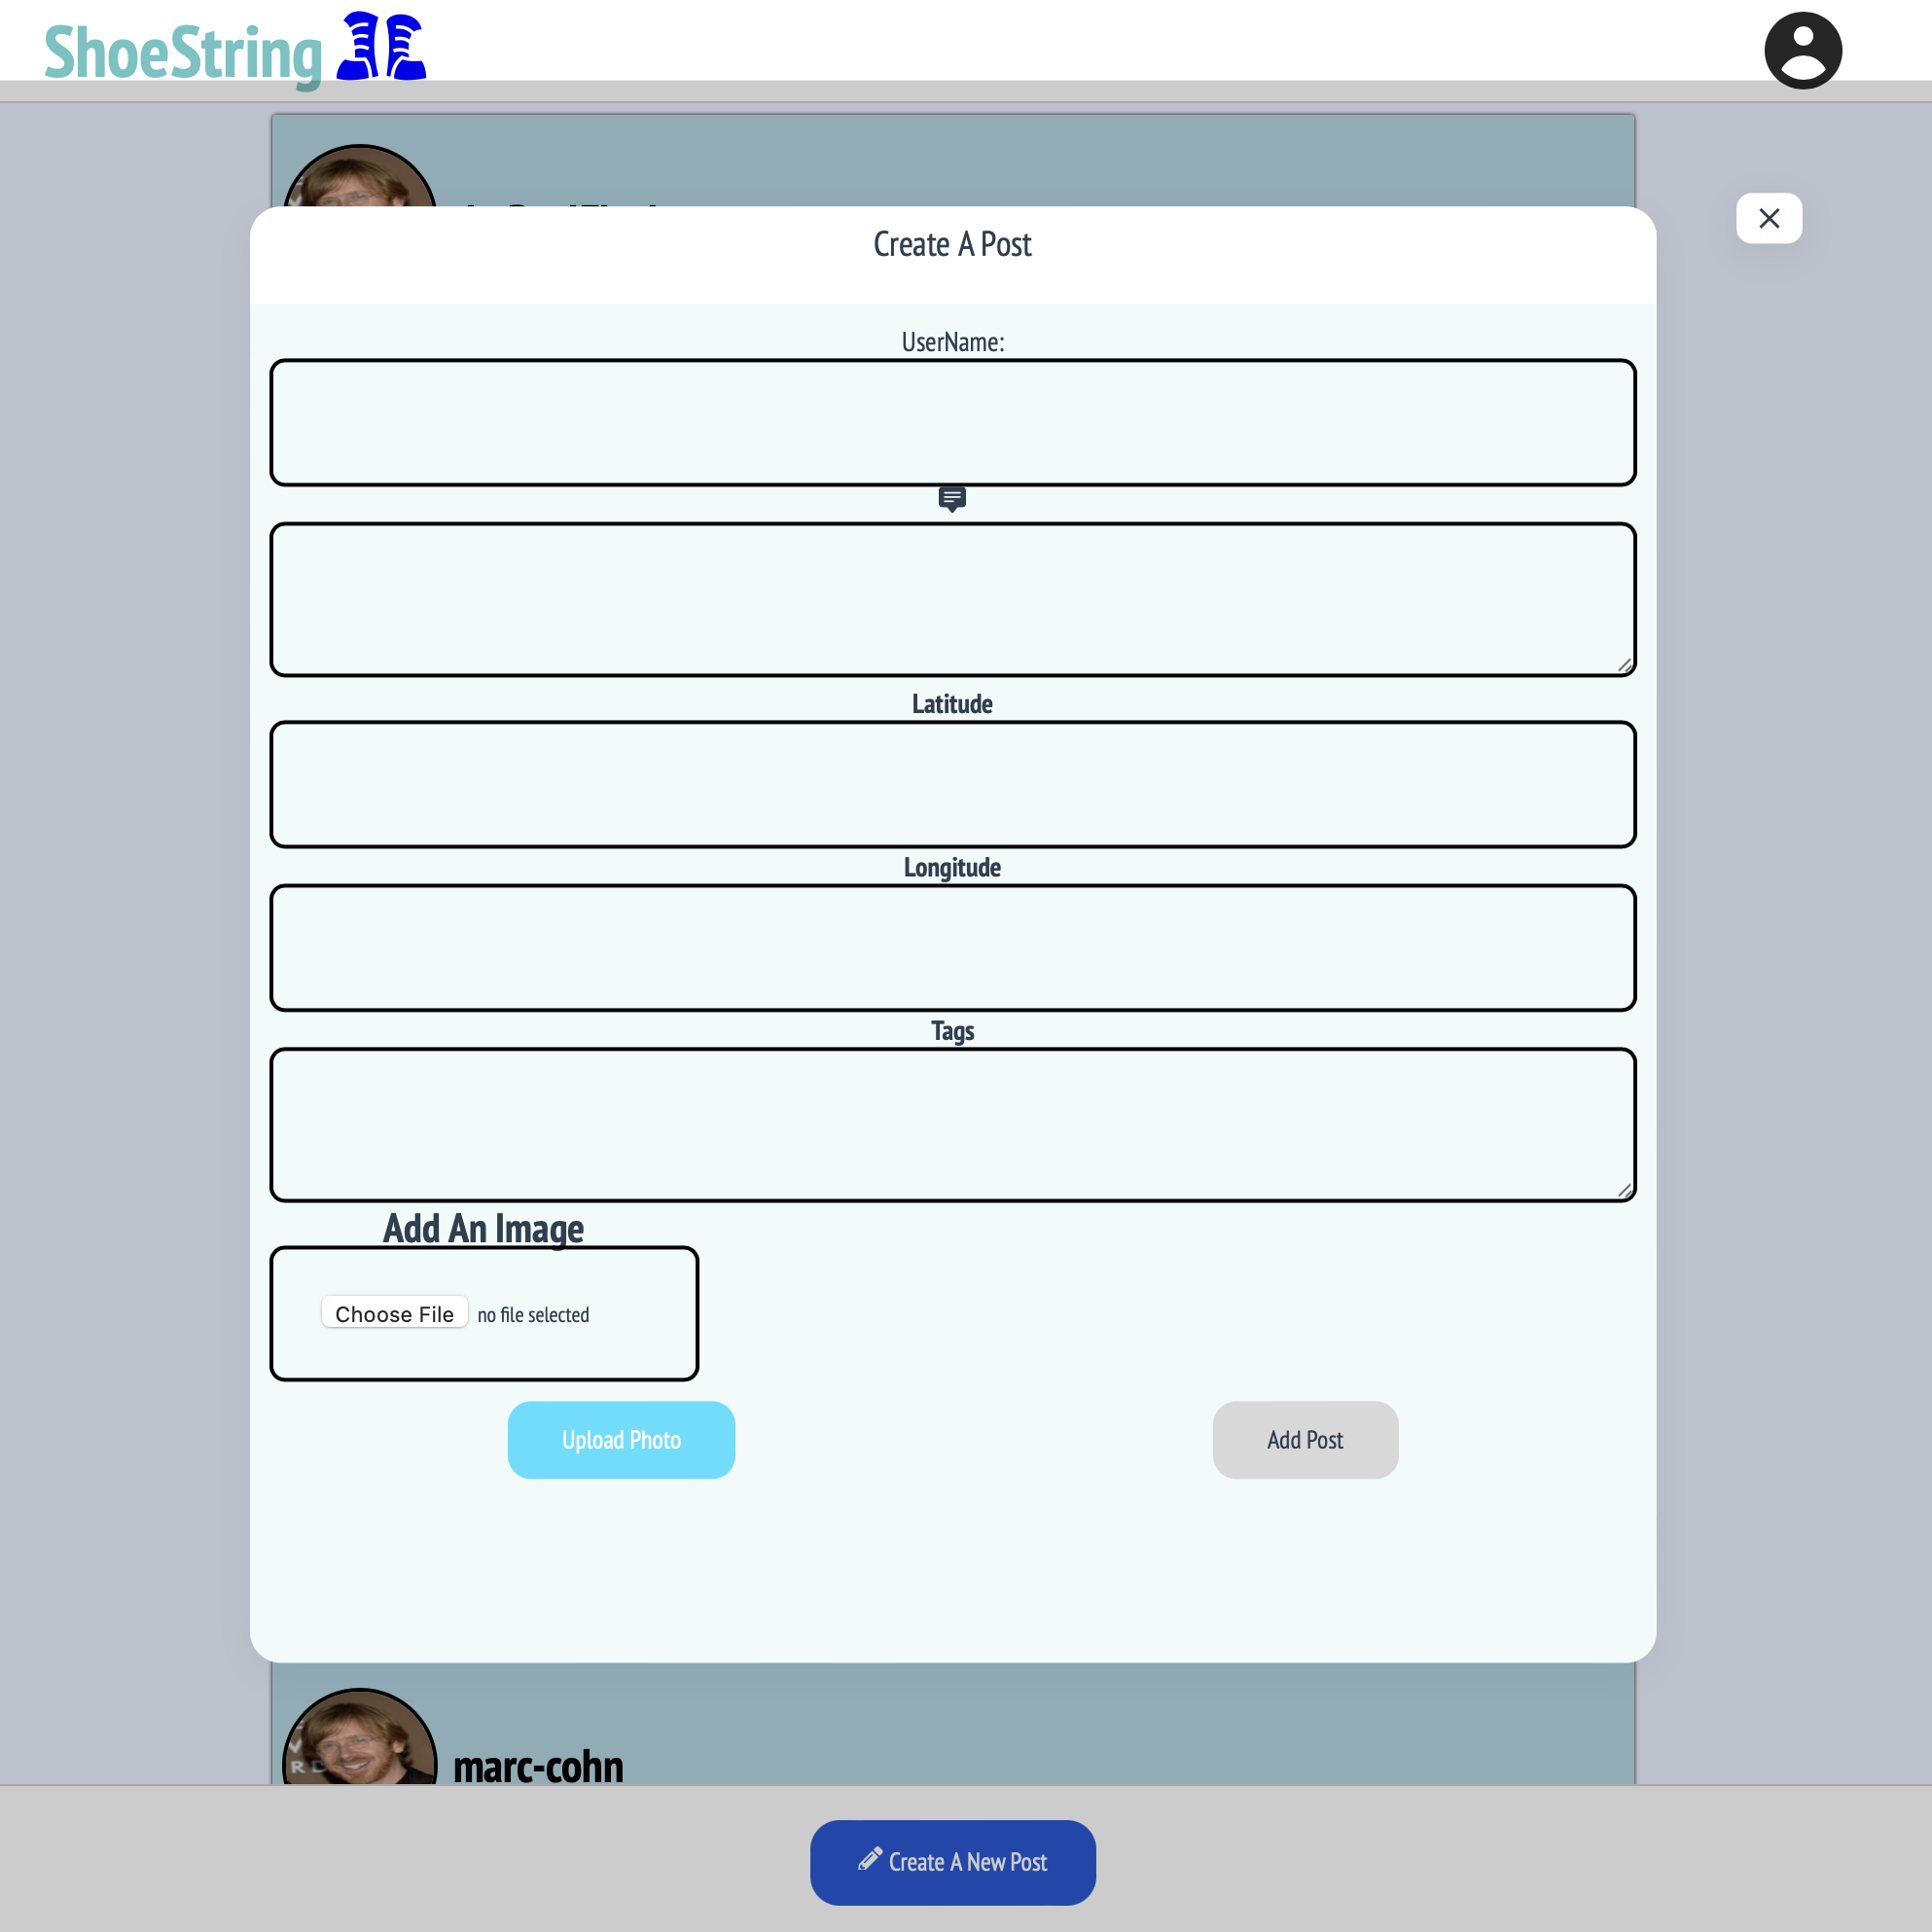 ShoeString
Create A Post
UserName:
Latitude
Longitude
Tags
Add An Image
Choose File no file selected
Upload Photo
Add Post
marc-cohn
Create A New Post